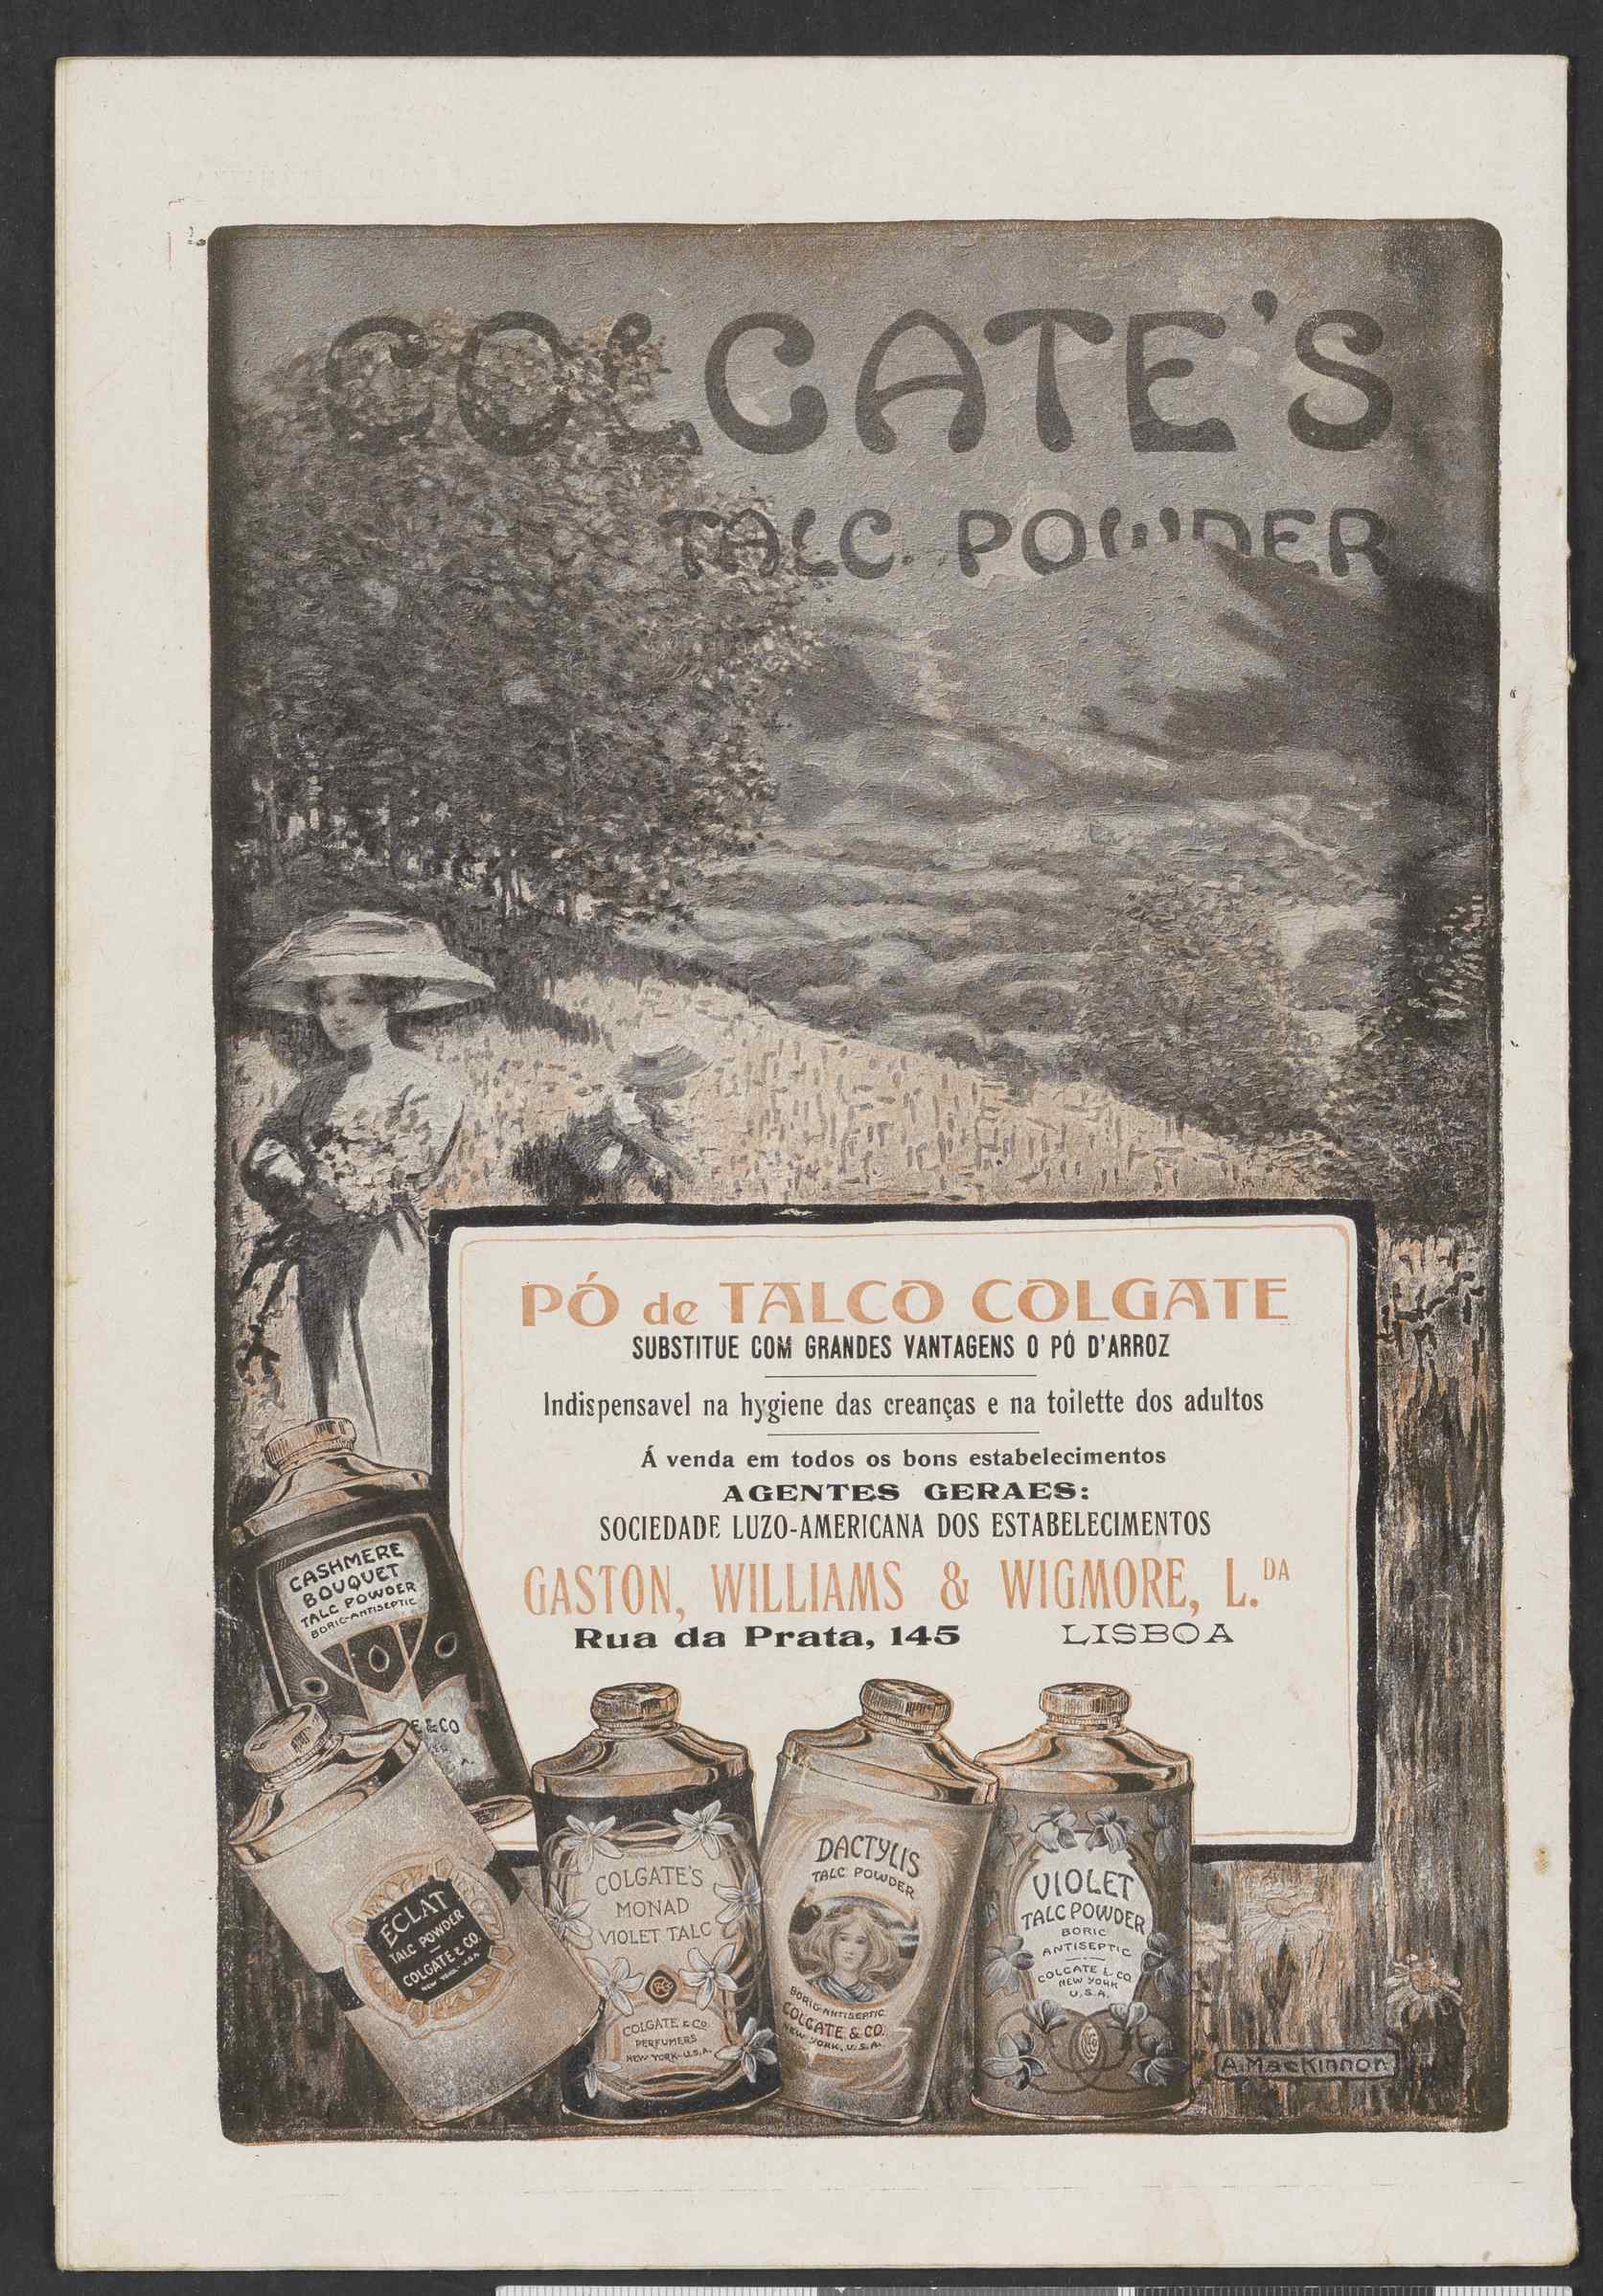 COLGATE'S
TALC POWDER
PÓ de TALCO COLGATE
SUBSTITUE COM GRANDES VANTAGENS O PÓ D'ARROZ
Indispensavel na hygiene das creanças e na toilette dos adultos
Á venda em todos os bons estabelecimentos
AGENTES GERAES:
SOCIEDADE LUZO-AMERICANA DOS ESTABELECIMENTOS
GASTON, WILLIAMS & WIGMORE, L.DA
Rua da Prata, 145 LISBOA
CASHMERE
BOUQUET
TALC POWDER
BORIC-ANTISEPTIC
E & CO
ÉCLAT
TALC POWDER
COLGATE & CO.
NEW YORK U.S.A.
COLGATE'S
MONAD
VIOLET TALC
COLGATE & CO.
PERFUMERS
NEW YORK-U.S.A.
DACTYLIS
TALC POWDER
BORIC-ANTISEPTIC
COLGATE & CO.
NEW YORK, U.S.A.
VIOLET
TALC POWDER
BORIC
ANTISEPTIC
COLGATE & CO.
NEW YORK
U.S.A.
A. MacKinnon